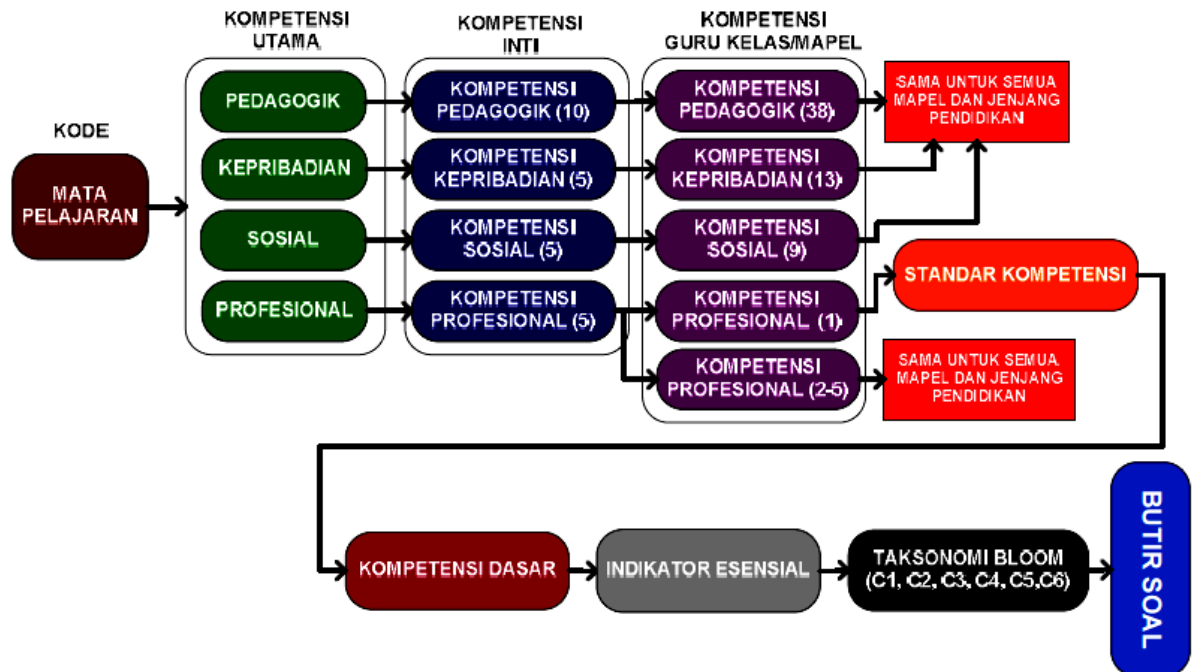 KOMPETENSI
UTAMA
KOMPETENSI
INTI
KOMPETENSI
GURU KELAS/MAPEL
KODE
MATA
PELAJARAN
PEDAGOGIK
KEPRIBADIAN
SOSIAL
PROFESIONAL
KOMPETENSI
PEDAGOGIK (10)
KOMPETENSI
KEPRIBADIAN (5)
KOMPETENSI
SOSIAL (5)
KOMPETENSI
PROFESIONAL (5)
KOMPETENSI
PEDAGOGIK (38)
KOMPETENSI
KEPRIBADIAN (13)
KOMPETENSI
SOSIAL (9)
KOMPETENSI
PROFESIONAL (1)
KOMPETENSI
PROFESIONAL (2-5)
SAMA UNTUK SEMUA
MAPEL DAN JENJANG
PENDIDIKAN
STANDAR KOMPETENSI
SAMA UNTUK SEMUA
MAPEL DAN JENJANG
PENDIDIKAN
KOMPETENSI DASAR
INDIKATOR ESENSIAL
TAKSONOMI BLOOM
(C1, C2, C3, C4, C5,C6)
BUTIR SOAL